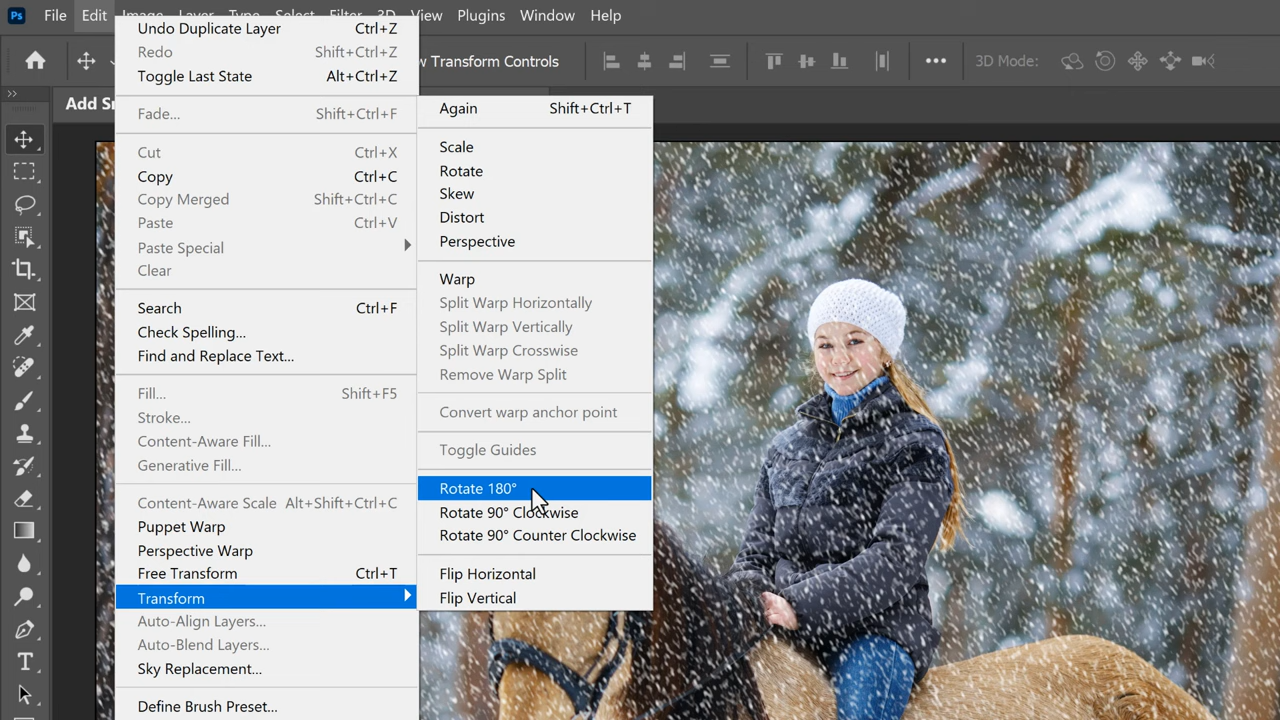 Ps File Edit Image Layer Type Select Filter 3D View Plugins Window Help
Transform Controls 3D Mode:
Add
Undo Duplicate Layer Ctrl+Z
Redo Shift+Ctrl+Z
Toggle Last State Alt+Ctrl+Z
Fade... Shift+Ctrl+F
Cut Ctrl+X
Copy Ctrl+C
Copy Merged Shift+Ctrl+C
Paste Ctrl+V
Paste Special
Clear
Search Ctrl+F
Check Spelling...
Find and Replace Text...
Fill... Shift+F5
Stroke...
Content-Aware Fill...
Generative Fill...
Content-Aware Scale Alt+Shift+Ctrl+C
Puppet Warp
Perspective Warp
Free Transform Ctrl+T
Transform
Auto-Align Layers...
Auto-Blend Layers...
Sky Replacement...
Define Brush Preset...
Again Shift+Ctrl+T
Scale
Rotate
Skew
Distort
Perspective
Warp
Split Warp Horizontally
Split Warp Vertically
Split Warp Crosswise
Remove Warp Split
Convert warp anchor point
Toggle Guides
Rotate 180°
Rotate 90° Clockwise
Rotate 90° Counter Clockwise
Flip Horizontal
Flip Vertical